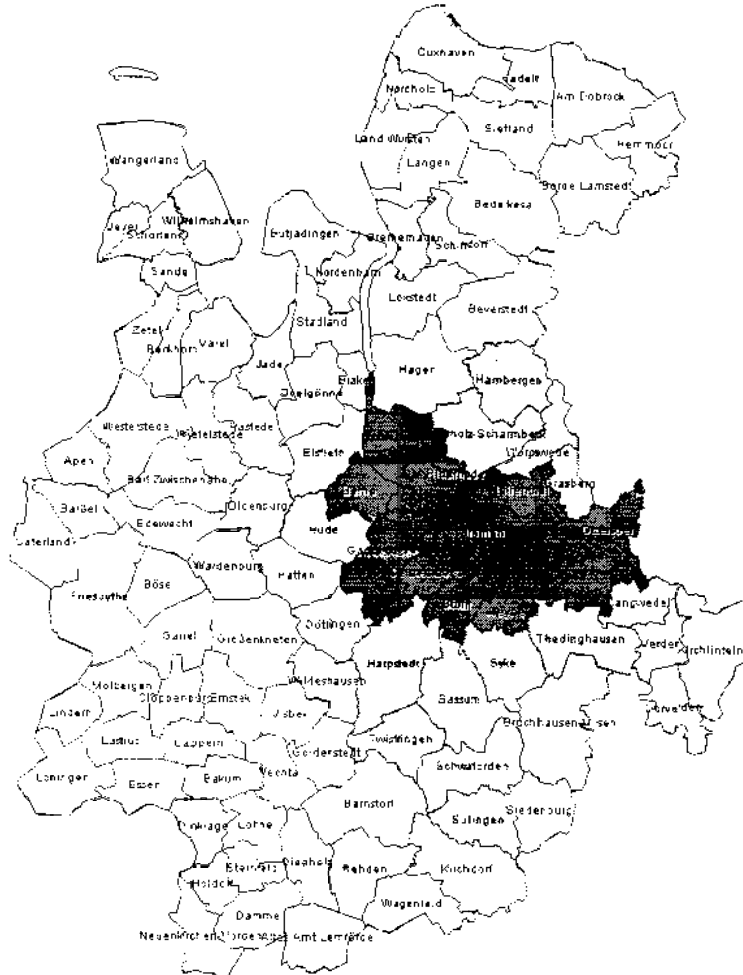 Cuxhaven
Nordholz
Am Dobrock
Land Wursten
Sietland
Hemmoor
Langen
Wangerland
Börde Lamstedt
Bederkesa
Jever
Wilhelmshaven
Schortens
Butjadingen
Bremerhaven
Sande
Nordenham
Loxstedt
Beverstedt
Stadland
Zetel
Varel
Bockhorn
Jade
Hagen
Hambergen
Brake
Ovelgönne
Westerstede
Wiefelstede
Rastede
Worpswede
Elsfleth
Apen
Bad Zwischenahn
Grasberg
Oldenburg
Barßel
Edewecht
Hude
Saterland
Wardenburg
Hatten
Böse
Friesoythe
Langwedel
Dötlingen
Garrel
Großenkneten
Thedinghausen
Verden
Kirchlinteln
Harpstedt
Syke
Wildeshausen
Molbergen
Cloppenburg
Emstek
Bassum
Lindern
Visbek
Dörverden
Bruchhausen-Vilsen
Lastrup
Cappeln
Twistringen
Goldenstedt
Schwaförden
Löningen
Essen
Bakum
Vechta
Barnstorf
Siedenburg
Sulingen
Dinklage
Lohne
Steinfeld
Diepholz
Rehden
Kirchdorf
Holdorf
Wagenfeld
Damme
Neuenkirchen-Vörden
Altes Amt Lemförde